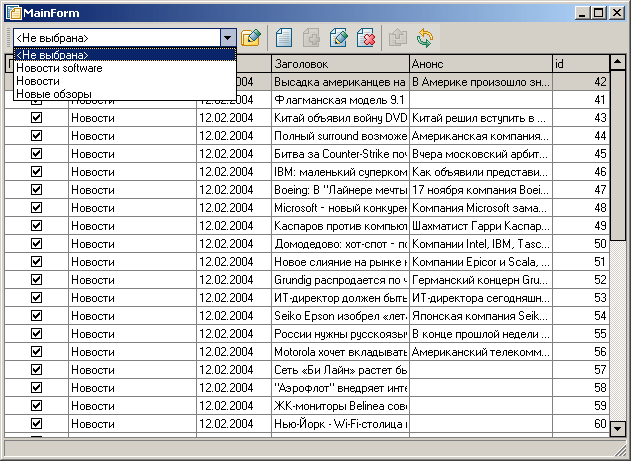 MainForm
<Не выбрана>
<Не выбрана>
Новости software
Новости
Новые обзоры
Заголовок Анонс id
2004 Высадка американцев на В Америке произошло зн... 42
Новости 12.02.2004 Флагманская модель 9.1 41
Новости 12.02.2004 Китай объявил войну DVD Китай решил вступить в ... 43
Новости 12.02.2004 Полный surround возможе Американская компания... 44
Новости 12.02.2004 Битва за Counter-Strike поч Вчера московский арбит... 45
Новости 12.02.2004 IBM: маленький суперком Как объявили представи... 46
Новости 12.02.2004 Boeing: В "Лайнере мечты 17 ноября компания Boei... 47
Новости 12.02.2004 Microsoft - новый конкурен Компания Microsoft зама... 48
Новости 12.02.2004 Каспаров против компьют Шахматист Гарри Каспар... 49
Новости 12.02.2004 Домодедово: хот-спот - по Компании Intel, IBM, Tasc... 50
Новости 12.02.2004 Новое слияние на рынке к Компании Epicor и Scala, ... 51
Новости 12.02.2004 Grundig распродается по ч Германский концерн Gru... 52
Новости 12.02.2004 ИТ-директор должен быть ИТ-директора сегодняшн... 53
Новости 12.02.2004 Seiko Epson изобрел «лета Японская компания Seik... 54
Новости 12.02.2004 России нужны русскоязыч В конце прошлой недели ... 55
Новости 12.02.2004 Motorola хочет вкладывать Американский телекомм... 56
Новости 12.02.2004 Сеть «Би Лайн» растет бы 57
Новости 12.02.2004 "Аэрофлот" внедряет инте 58
Новости 12.02.2004 ЖК-мониторы Belinea сово 59
Новости 12.02.2004 Нью-Йорк - Wi-Fi-столица 60